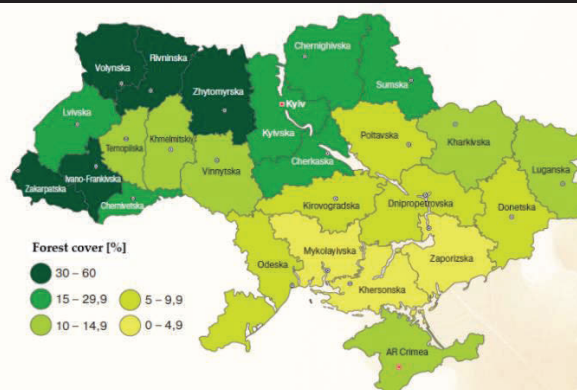 Volynska
Rivninska
Zhytomyrska
Chernighivska
Sumska
Kyiv
Kyivska
Lvivska
Ternopilska
Khmelnitskiy
Vinnytska
Cherkaska
Poltavska
Kharkivska
Luganska
Zakarpatska
Ivano-Frankivska
Chernivetska
Kirovogradska
Dnipropetrovska
Donetska
Mykolayivska
Zaporizska
Odeska
Khersonska
AR Crimea
Forest cover [%]
30 – 60
15 – 29,9
10 – 14,9
5 – 9,9
0 – 4,9